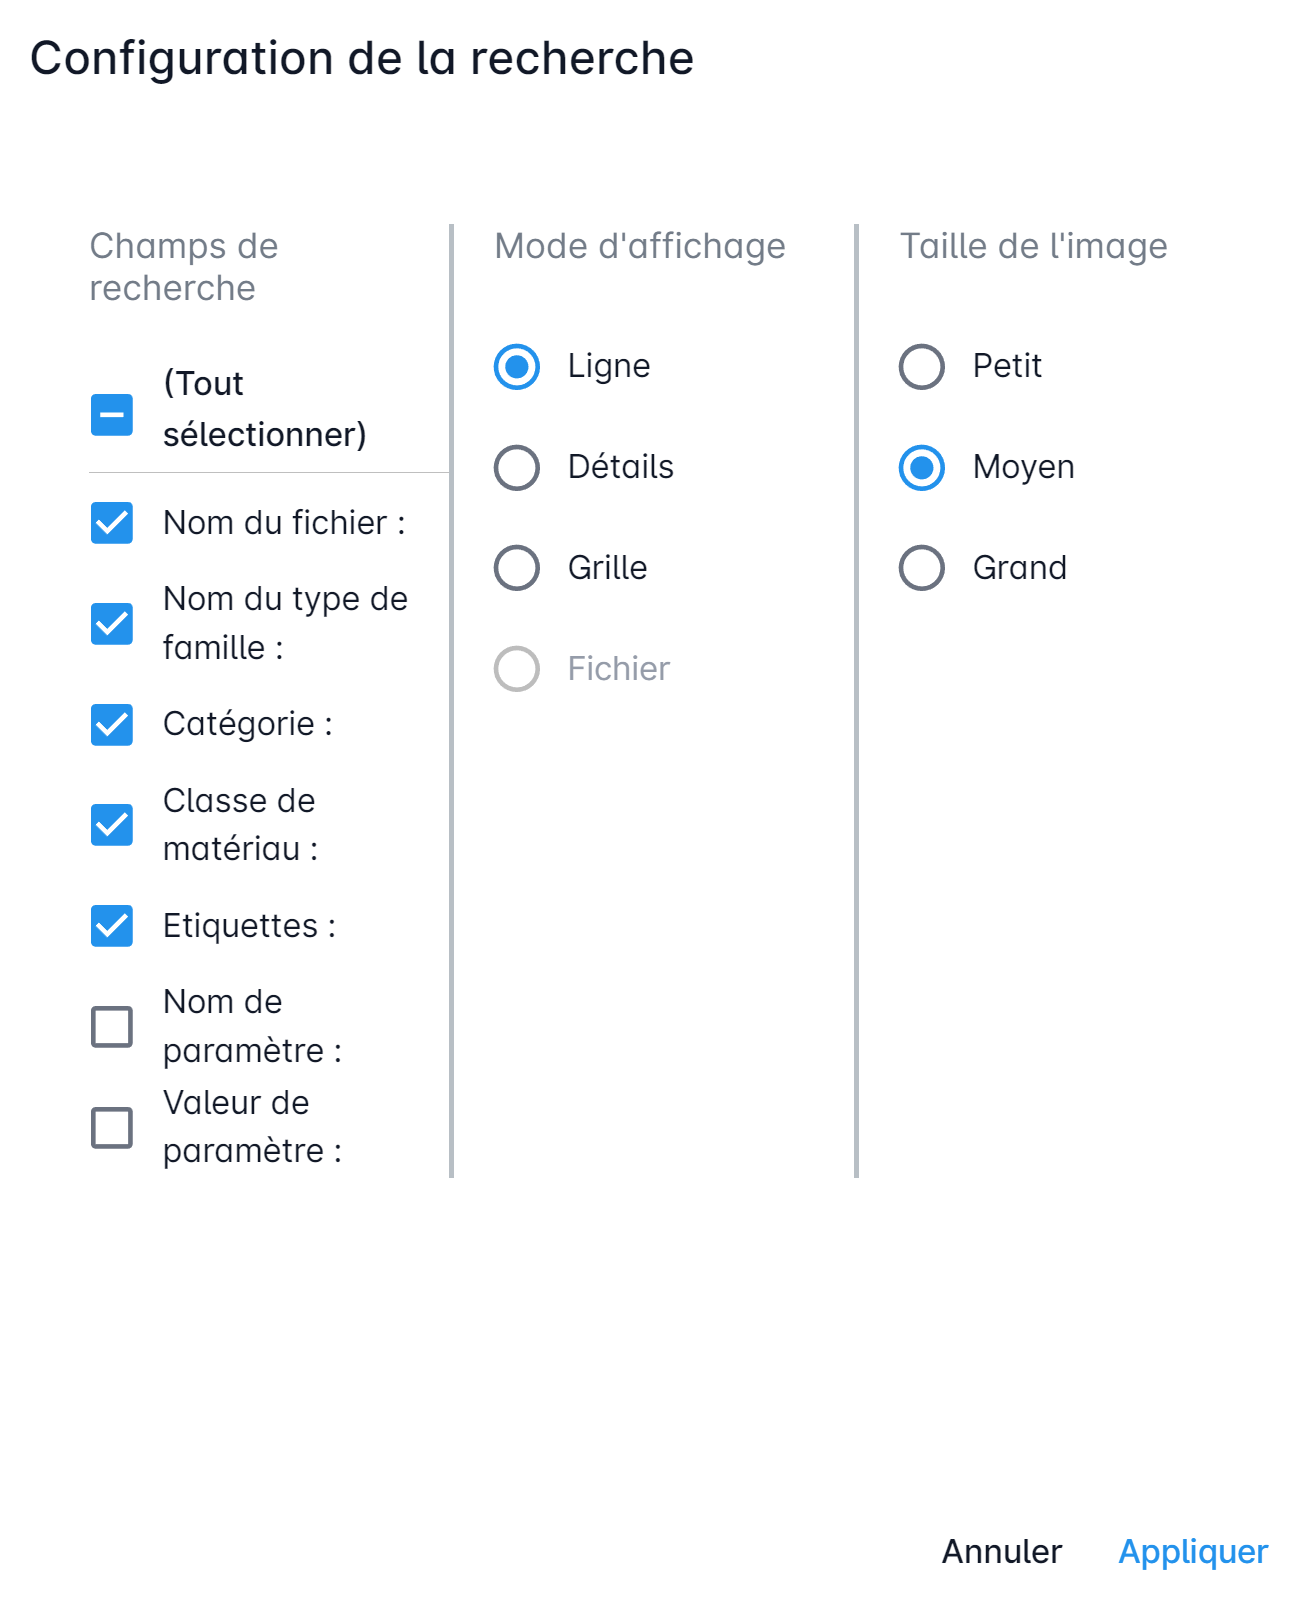 Configuration de la recherche
Champs de
recherche
(Tout
sélectionner)
Nom du fichier :
Nom du type de
famille :
Catégorie :
Classe de
matériau :
Etiquettes :
Nom de
paramètre :
Valeur de
paramètre :
Mode d'affichage
Ligne
Détails
Grille
Fichier
Taille de l'image
Petit
Moyen
Grand
Annuler
Appliquer